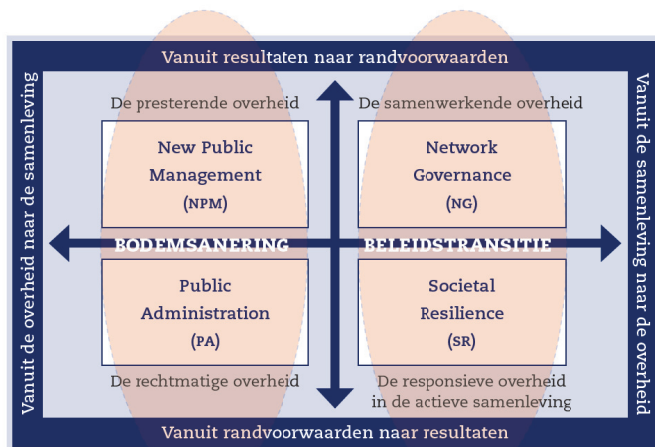 Vanuit resultaten naar randvoorwaarden
Vanuit de overheid naar de samenleving
De presterende overheid
De samenwerkende overheid
New Public
Management
(NPM)
Network
Governance
(NG)
BODEMSANERING
BELEIDSTRANSITIE
Public
Administration
(PA)
Societal
Resilience
(SR)
De rechtmatige overheid
De responsieve overheid
in de actieve samenleving
Vanuit de samenleving naar de overheid
Vanuit randvoorwaarden naar resultaten